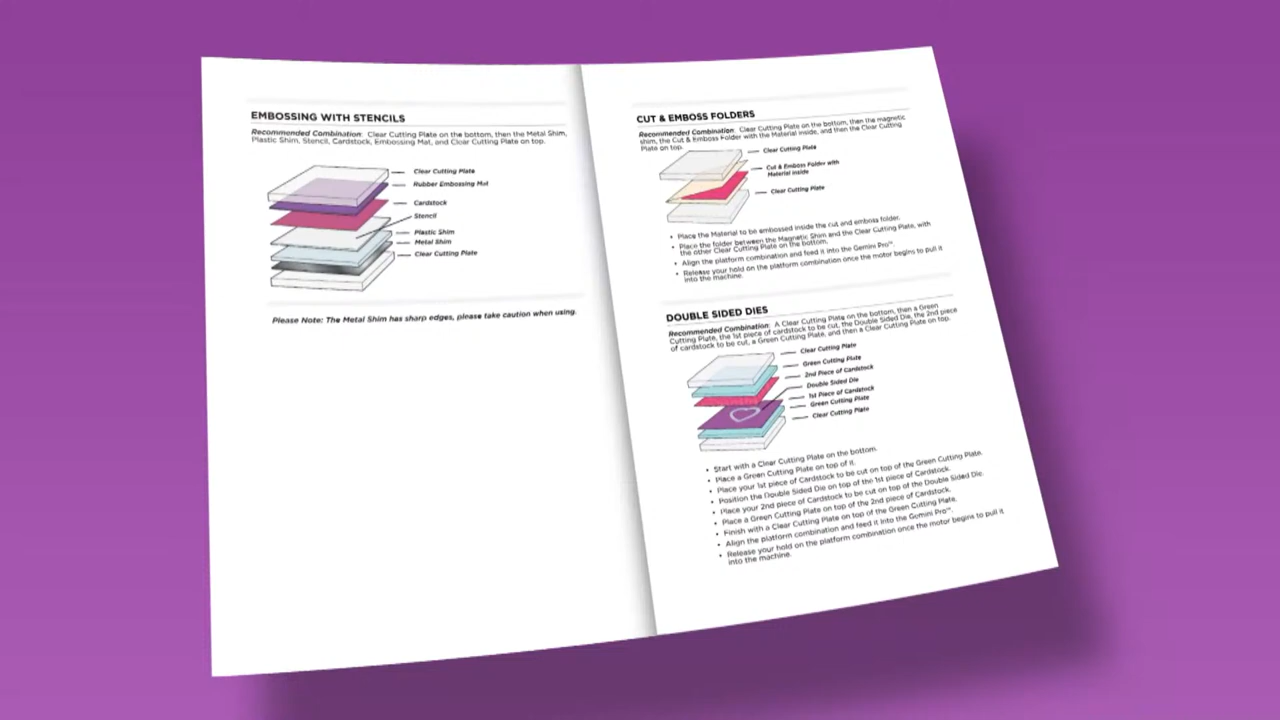 EMBOSSING WITH STENCILS
Recommended Combination: Clear Cutting Plate on the bottom, then the Metal Shim,
Plastic Shim, Stencil, Cardstock, Embossing Mat, and Clear Cutting Plate on top.
Clear Cutting Plate
Rubber Embossing Mat
Cardstock
Stencil
Plastic Shim
Metal Shim
Clear Cutting Plate
Please Note: The Metal Shim has sharp edges, please take caution when using.
CUT & EMBOSS FOLDERS
Recommended Combination: Clear Cutting Plate on the bottom, then the magnetic
shim, the Cut & Emboss Folder with the Material inside, and then the Clear Cutting
Plate on top.
Clear Cutting Plate
Cut & Emboss Folder with
Material inside
Clear Cutting Plate
• Place the Material to be embossed inside the cut and emboss folder.
• Place the folder between the Magnetic Shim and the Clear Cutting Plate, with
the other Clear Cutting Plate on the bottom.
• Align the platform combination and feed it into the Gemini Pro™.
• Release your hold on the platform combination once the motor begins to pull it
into the machine.
DOUBLE SIDED DIES
Recommended Combination: A Clear Cutting Plate on the bottom, then a Green
Cutting Plate, the 1st piece of cardstock to be cut, the Double Sided Die, the 2nd piece
of cardstock to be cut, a Green Cutting Plate, and then a Clear Cutting Plate on top.
Clear Cutting Plate
Green Cutting Plate
2nd Piece of Cardstock
Double Sided Die
1st Piece of Cardstock
Green Cutting Plate
Clear Cutting Plate
• Start with a Clear Cutting Plate on the bottom.
• Place a Green Cutting Plate on top of it.
• Place your 1st piece of Cardstock to be cut on top of the Green Cutting Plate.
• Position the Double Sided Die on top of the 1st piece of Cardstock.
• Place your 2nd piece of Cardstock to be cut on top of the Double Sided Die.
• Place a Green Cutting Plate on top of the 2nd piece of Cardstock.
• Finish with a Clear Cutting Plate on top of the Green Cutting Plate.
• Align the platform combination and feed it into the Gemini Pro™.
• Release your hold on the platform combination once the motor begins to pull it
into the machine.